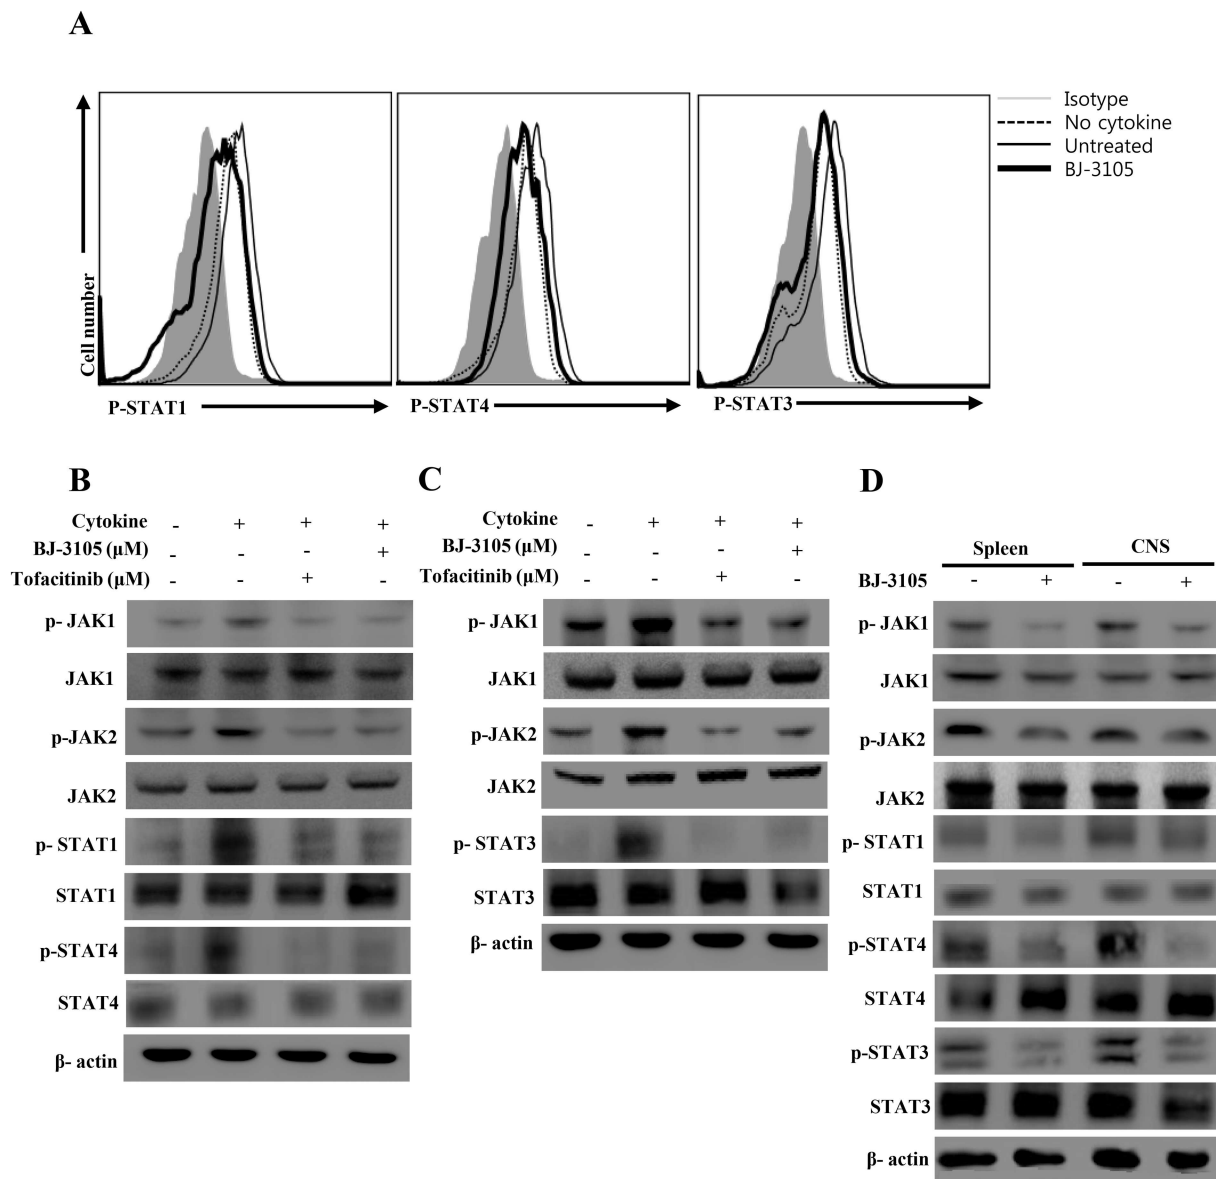 A
Isotype
No cytokine
Untreated
BJ-3105
Cell number
P-STAT1
P-STAT4
P-STAT3
B
Cytokine - + + +
BJ-3105 (μM) - - - +
Tofacitinib (μM) - - + -
p- JAK1
JAK1
p-JAK2
JAK2
p- STAT1
STAT1
p-STAT4
STAT4
β- actin
C
Cytokine - + + +
BJ-3105 (μM) - - - +
Tofacitinib (μM) - - + -
p- JAK1
JAK1
p-JAK2
JAK2
p- STAT3
STAT3
β- actin
D
Spleen CNS
BJ-3105 - + - +
p- JAK1
JAK1
p-JAK2
JAK2
p- STAT1
STAT1
p-STAT4
STAT4
p-STAT3
STAT3
β- actin